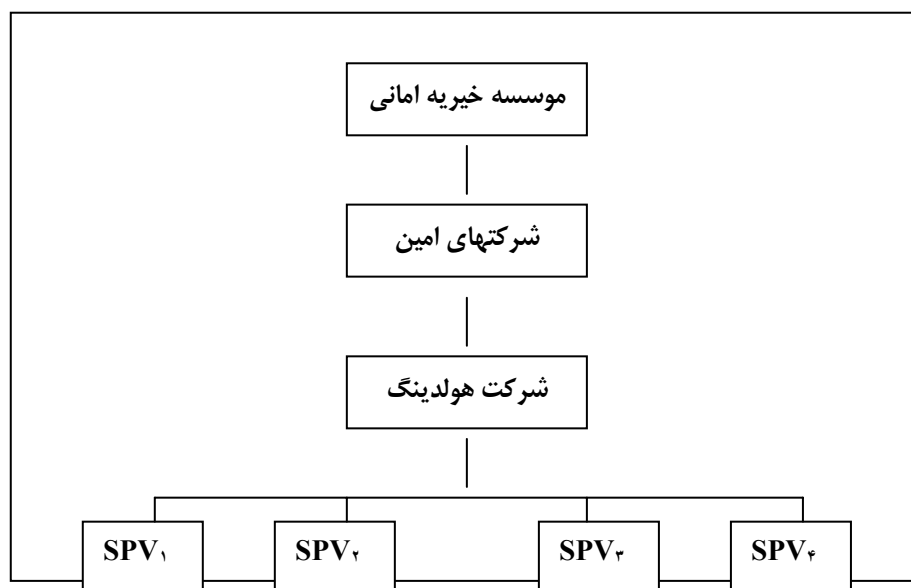 موسسه خیریه امانی
شرکتهای امین
شرکت هولدینگ
SPV۱ SPV۲ SPV۳ SPV۴